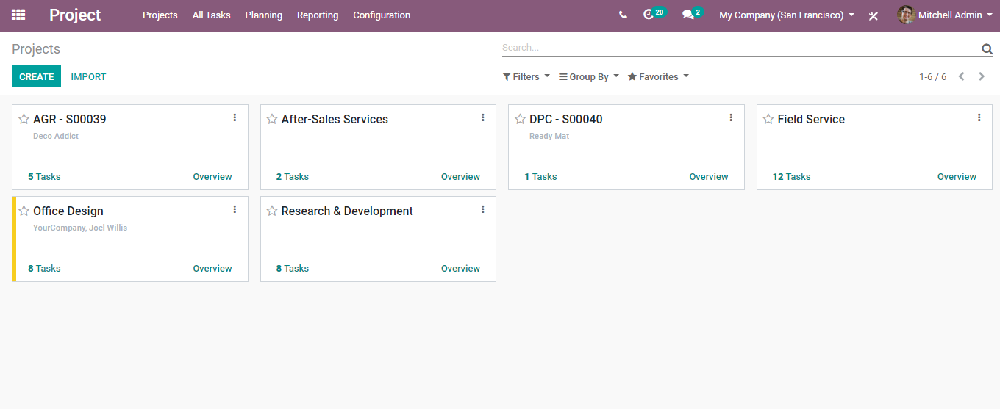 Project Projects All Tasks Planning Reporting Configuration 20 2 My Company (San Francisco) Mitchell Admin
Projects Search...
CREATE IMPORT Filters Group By Favorites 1-6 / 6
AGR - S00039 After-Sales Services DPC - S00040 Field Service
Deco Addict Ready Mat
5 Tasks Overview 2 Tasks Overview 1 Tasks Overview 12 Tasks Overview
Office Design Research & Development
YourCompany, Joel Willis
8 Tasks Overview 8 Tasks Overview